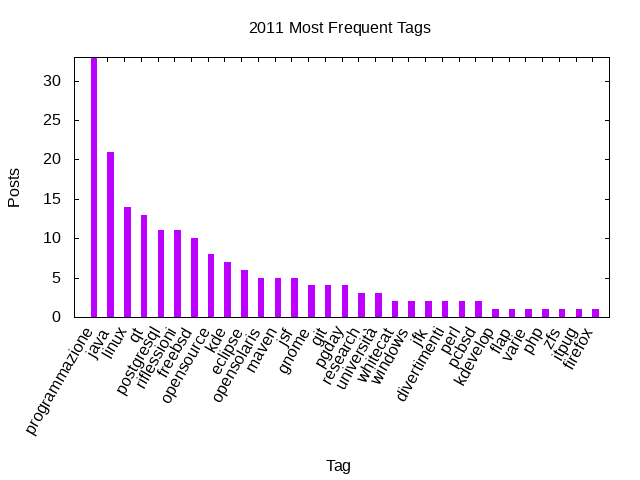 2011 Most Frequent Tags
Posts
30
25
20
15
10
5
0
programmazione
java
linux
qt
postgresql
riflessioni
freebsd
opensource
kde
eclipse
opensolaris
maven
jsf
gnome
git
pgday
research
università
whitecat
windows
ifk
divertimenti
perl
pcbsd
kdevelop
flap
varie
php
zfs
itpug
firefox
Tag